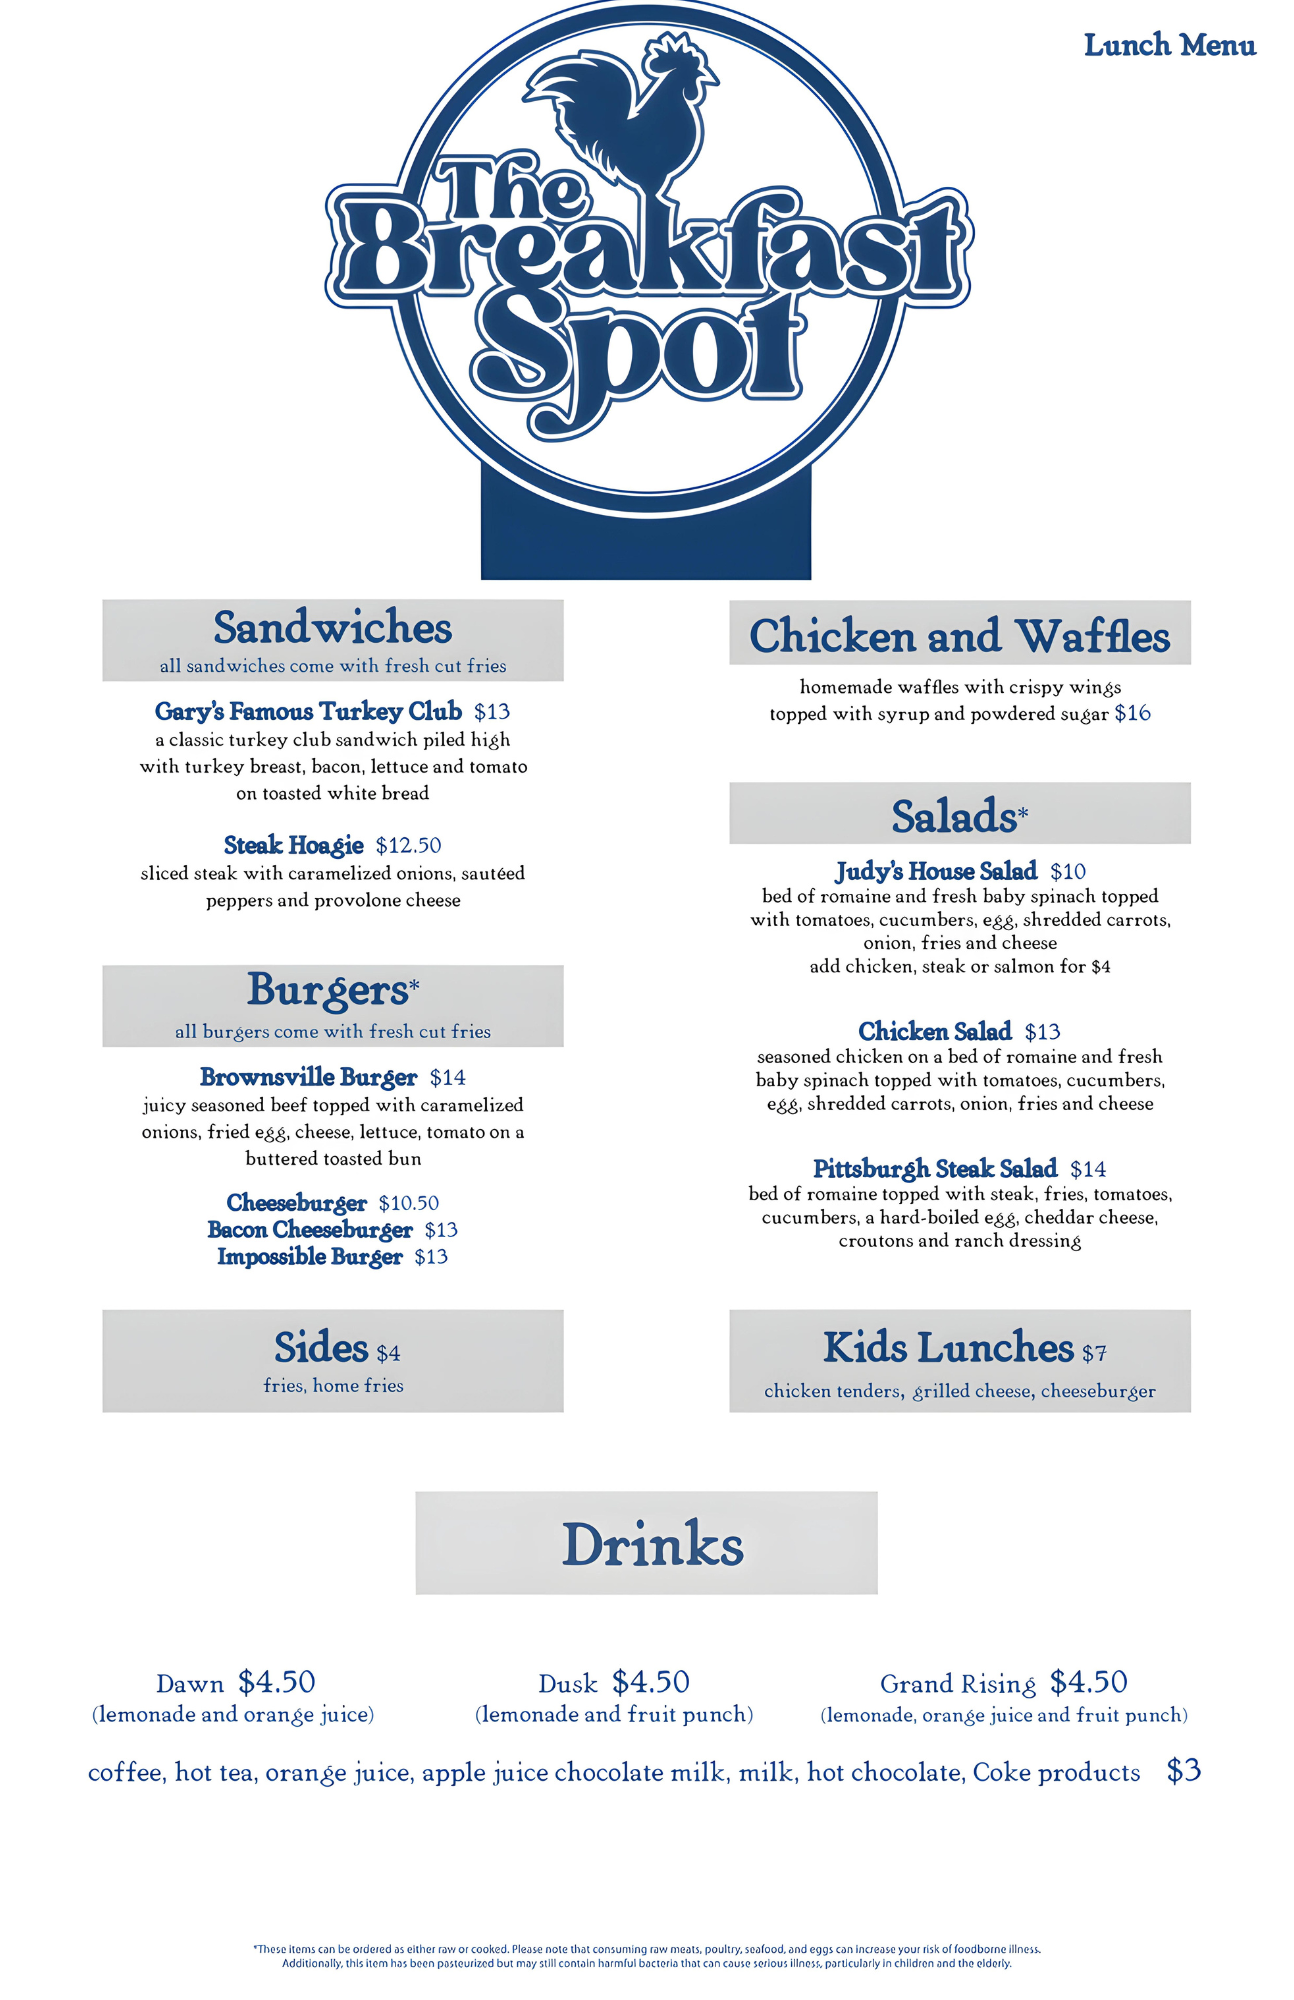 Lunch Menu
The
Breakfast
Spot
Sandwiches
all sandwiches come with fresh cut fries
Gary's Famous Turkey Club $13
a classic turkey club sandwich piled high
with turkey breast, bacon, lettuce and tomato
on toasted white bread
Steak Hoagie $12.50
sliced steak with caramelized onions, sautéed
peppers and provolone cheese
Burgers*
all burgers come with fresh cut fries
Brownsville Burger $14
juicy seasoned beef topped with caramelized
onions, fried egg, cheese, lettuce, tomato on a
buttered toasted bun
Cheeseburger $10.50
Bacon Cheeseburger $13
Impossible Burger $13
Sides $4
fries, home fries
Chicken and Waffles
homemade waffles with crispy wings
topped with syrup and powdered sugar $16
Salads*
Judy's House Salad $10
bed of romaine and fresh baby spinach topped
with tomatoes, cucumbers, egg, shredded carrots,
onion, fries and cheese
add chicken, steak or salmon for $4
Chicken Salad $13
seasoned chicken on a bed of romaine and fresh
baby spinach topped with tomatoes, cucumbers,
egg, shredded carrots, onion, fries and cheese
Pittsburgh Steak Salad $14
bed of romaine topped with steak, fries, tomatoes,
cucumbers, a hard-boiled egg, cheddar cheese,
croutons and ranch dressing
Kids Lunches $7
chicken tenders, grilled cheese, cheeseburger
Drinks
Dawn $4.50
(lemonade and orange juice)
Dusk $4.50
(lemonade and fruit punch)
Grand Rising $4.50
(lemonade, orange juice and fruit punch)
coffee, hot tea, orange juice, apple juice chocolate milk, milk, hot chocolate, Coke products $3
*These items can be ordered as either raw or cooked. Please note that consuming raw meats, poultry, seafood, and eggs can increase your risk of foodborne illness.
Additionally, this item has been pasteurized but may still contain harmful bacteria that can cause serious illness, particularly in children and the elderly.